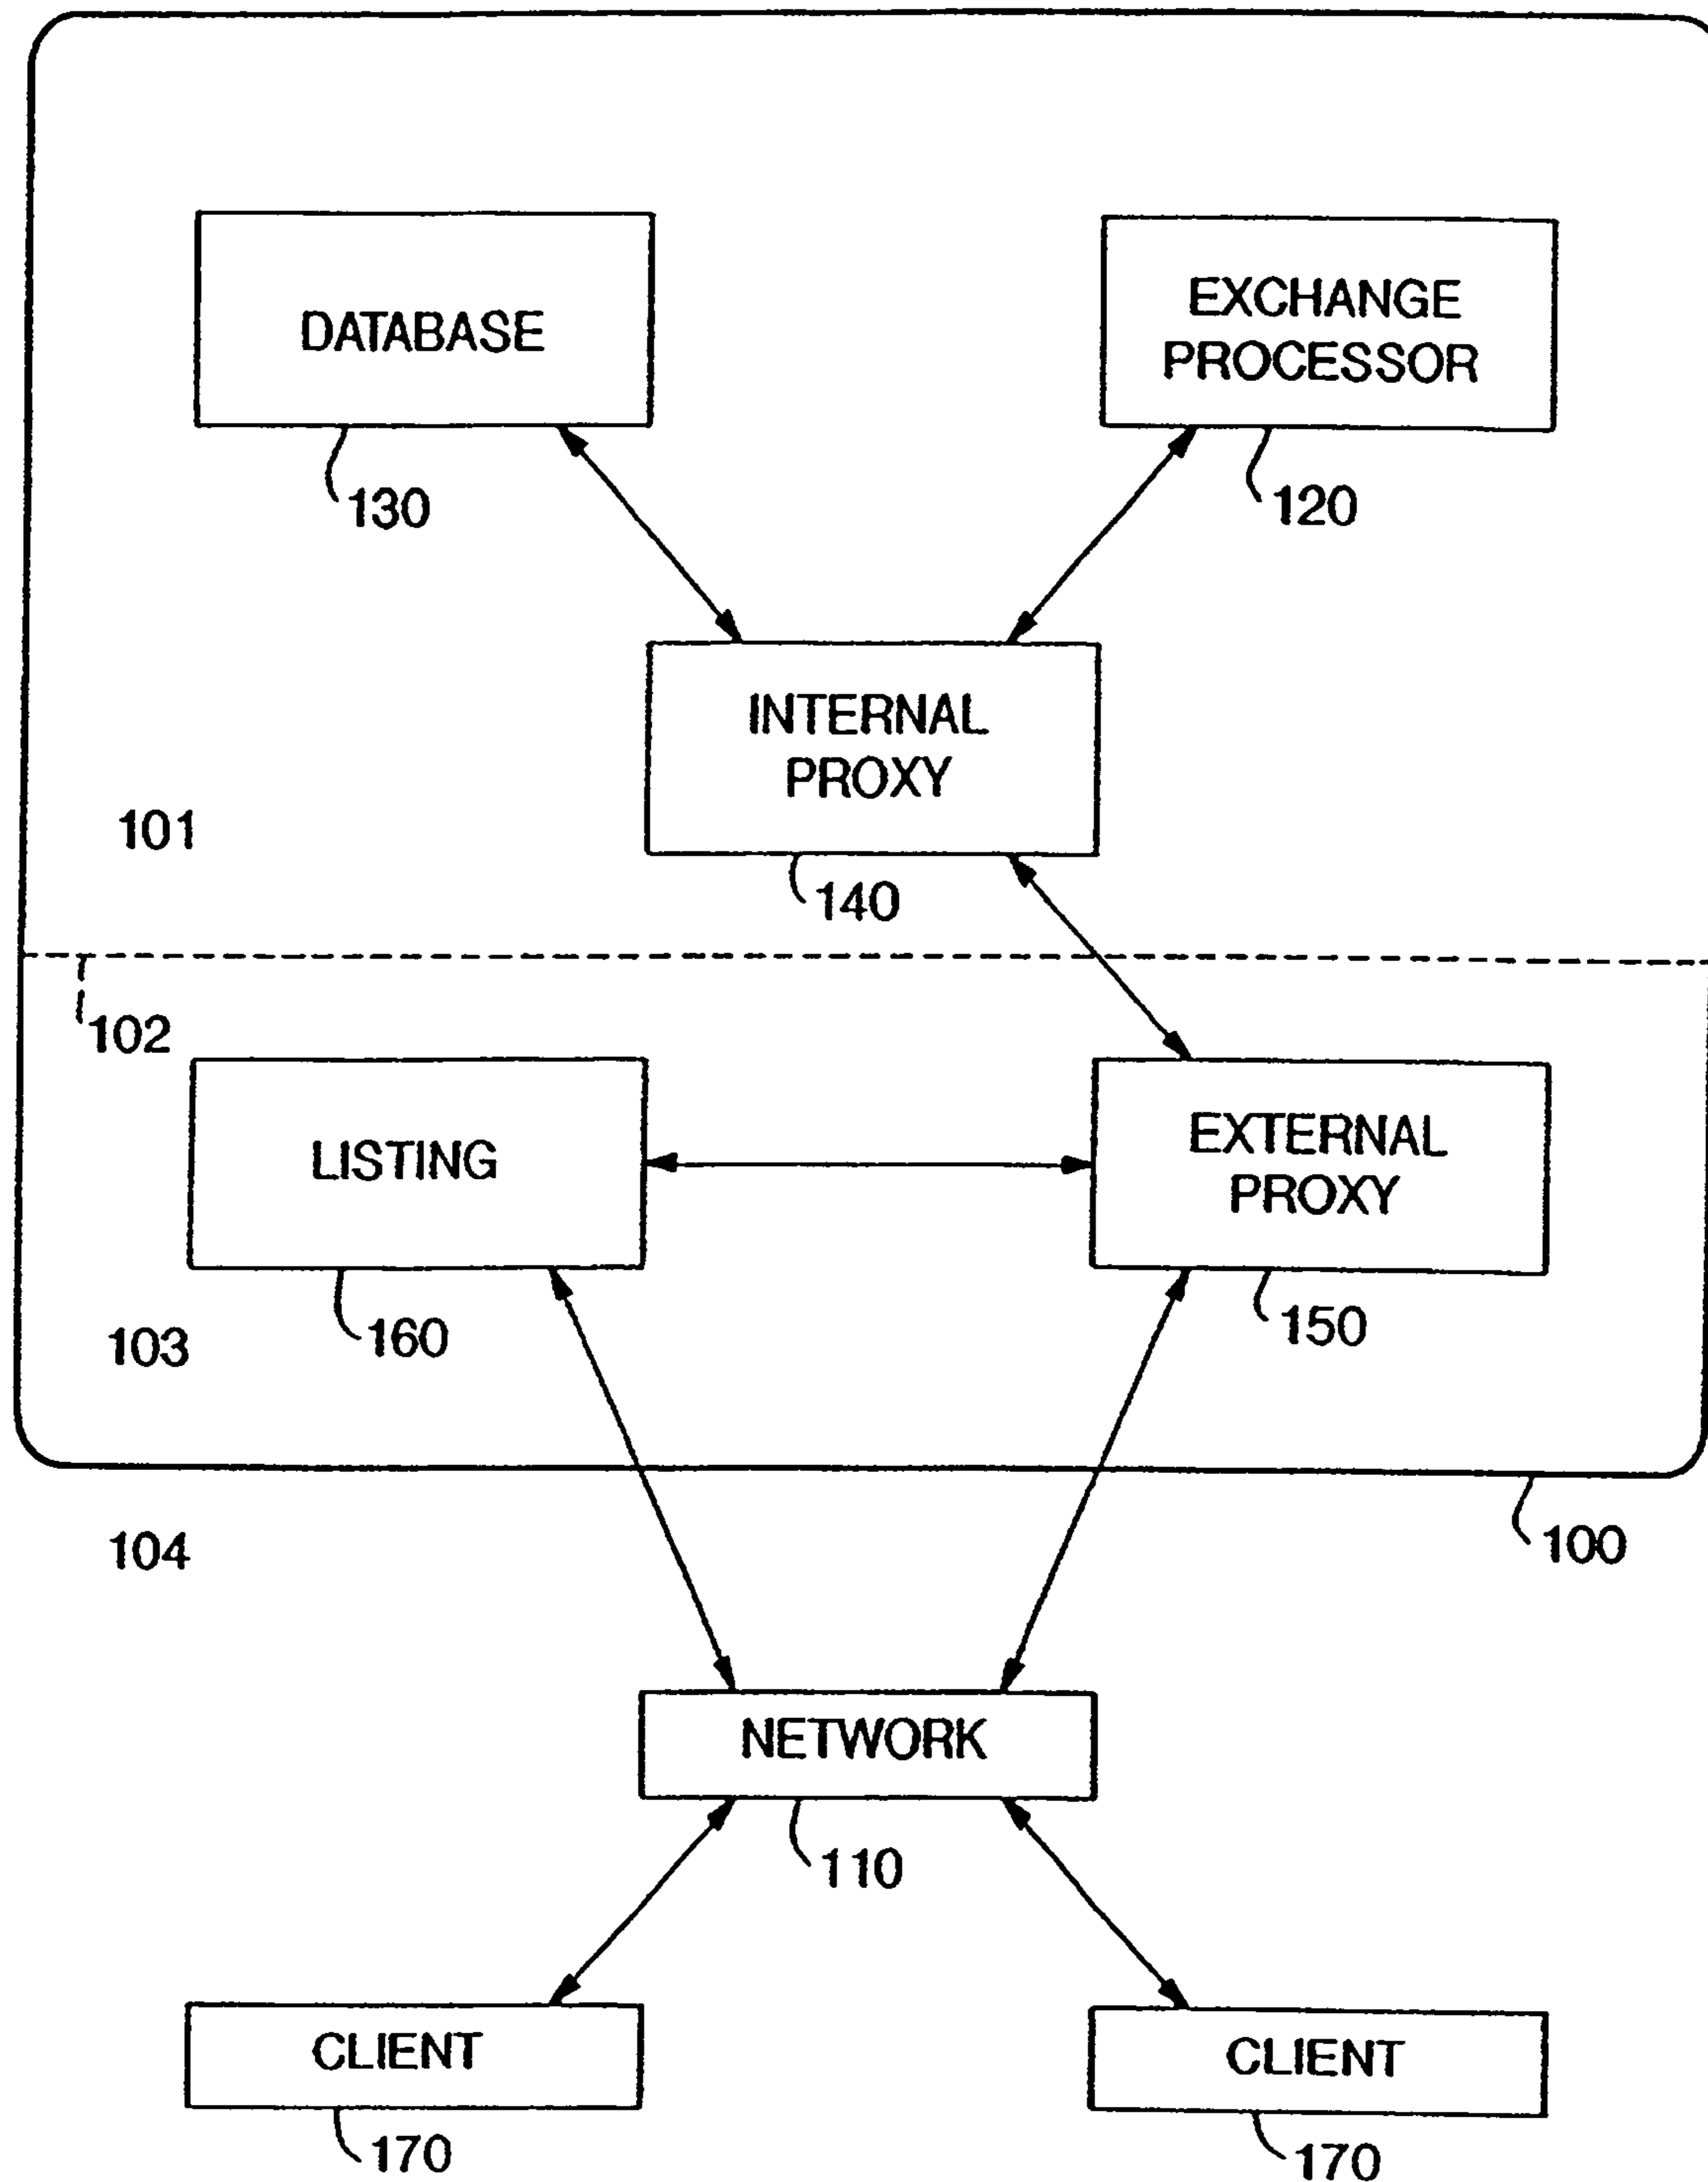 DATABASE
EXCHANGE
PROCESSOR
130
120
INTERNAL
PROXY
101
140
102
LISTING
EXTERNAL
PROXY
103
160
150
104
100
NETWORK
110
CLIENT
CLIENT
170
170